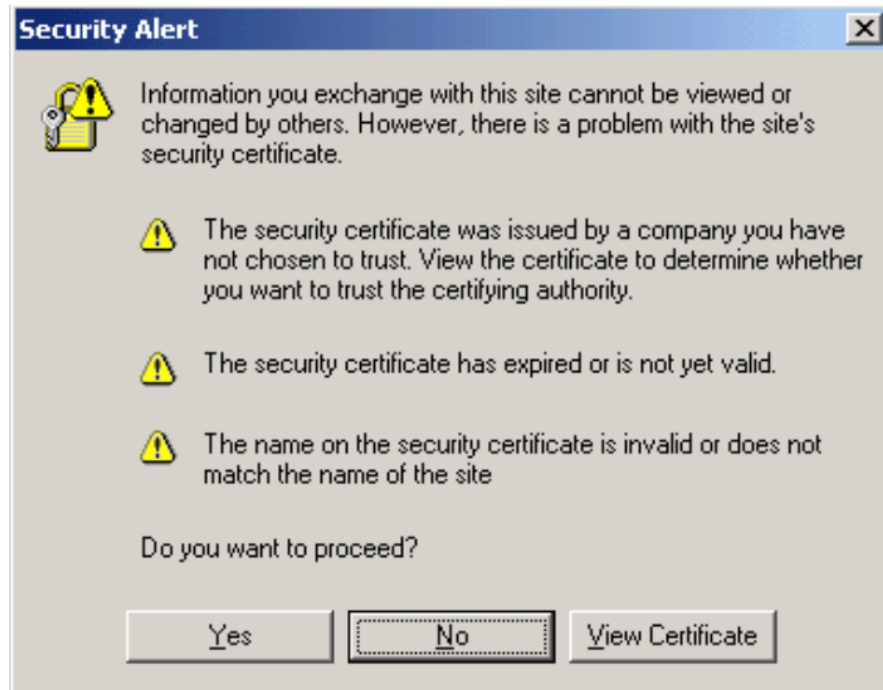 Security Alert
Information you exchange with this site cannot be viewed or
changed by others. However, there is a problem with the site's
security certificate.
The security certificate was issued by a company you have
not chosen to trust. View the certificate to determine whether
you want to trust the certifying authority.
The security certificate has expired or is not yet valid.
The name on the security certificate is invalid or does not
match the name of the site
Do you want to proceed?
Yes No View Certificate